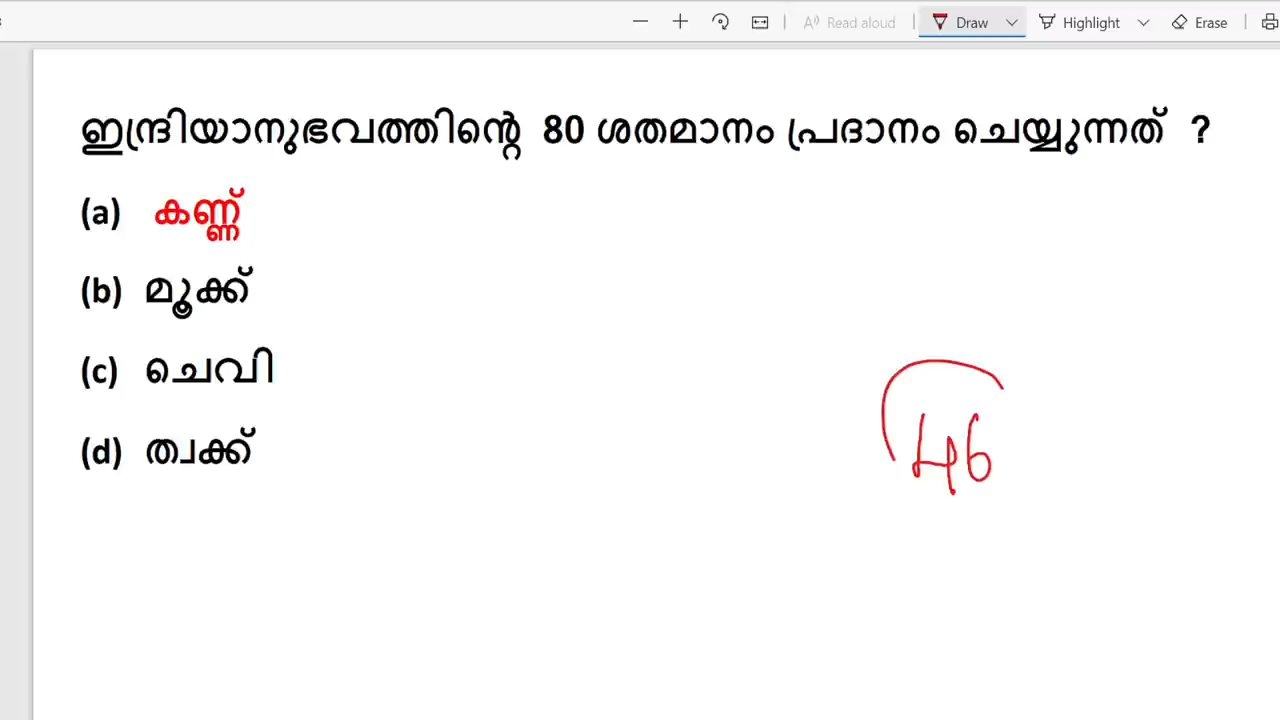 Read aloud Draw Highlight Erase
ഇന്ദ്രിയാനുഭവത്തിന്റെ 80 ശതമാനം പ്രദാനം ചെയ്യുന്നത് ?
(a) കണ്ണ്
(b) മൂക്ക്
(c) ചെവി
(d) ത്വക്ക്
46